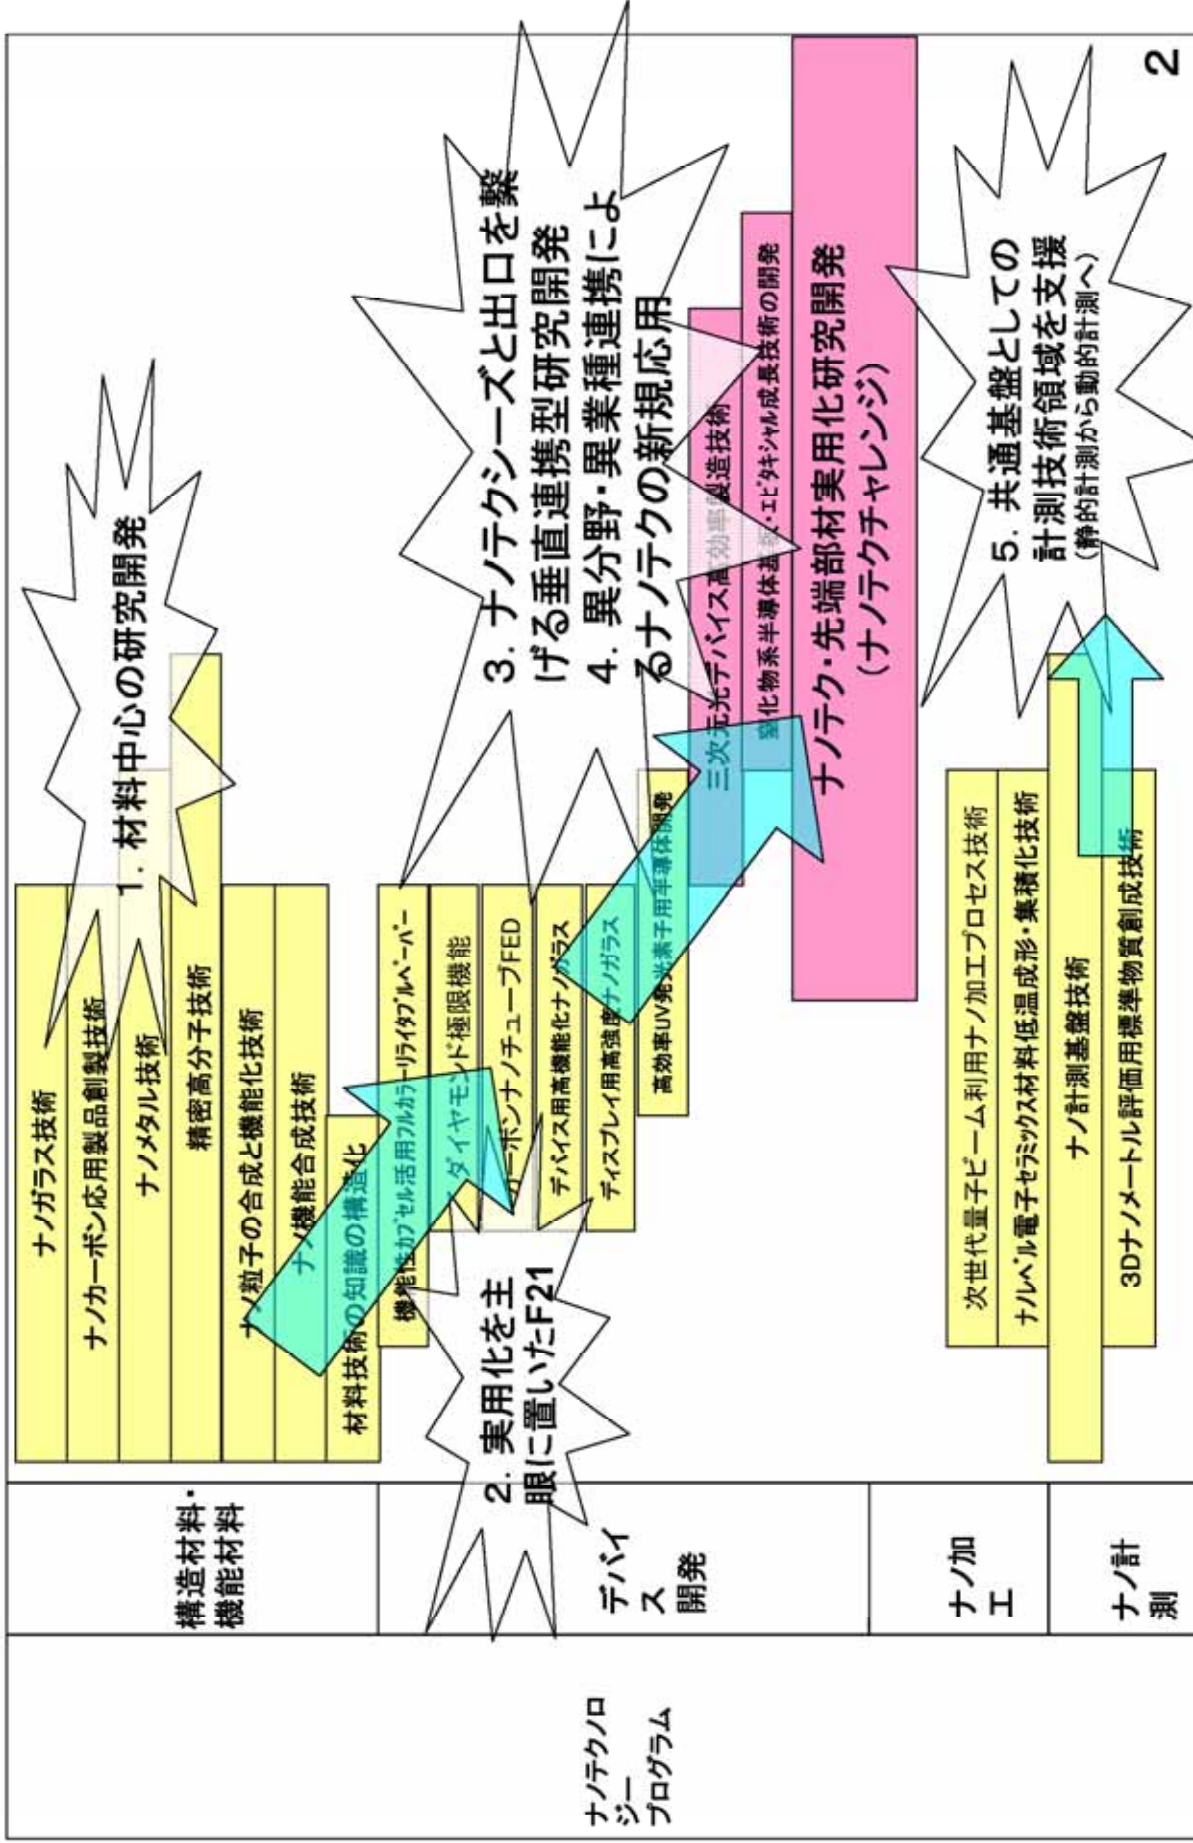 ナノテクノロ
ジー
プログラム
構造材料・
機能材料
ナノガラス技術
ナノカーボン応用製品創製技術
ナノメタル技術
精密高分子技術
ナノ粒子の合成と機能化技術
ナノ機能合成技術
材料技術の知識の構造化
1. 材料中心の研究開発
デバイ
ス
開発
機能性カプセル活用フルカラーリライタブルペーパー
ダイヤモンド極限機能
カーボンナノチューブFED
デバイス用高機能化ナノガラス
ディスプレイ用高強度ナノガラス
高効率UV発光素子用半導体開発
三次元光デバイス高効率製造技術
窒化物系半導体基板・エピタキシャル成長技術の開発
ナノテク・先端部材実用化研究開発
(ナノテクチャレンジ)
2. 実用化を主
眼に置いたF21
3. ナノテクシーズと出口を繋
げる垂直連携型研究開発
4. 異分野・異業種連携によ
るナノテクの新規応用
ナノ加
工
次世代量子ビーム利用ナノ加工プロセス技術
ナノレベル電子セラミックス材料低温成形・集積化技術
ナノ計
測
ナノ計測基盤技術
3Dナノメートル評価用標準物質創成技術
5. 共通基盤としての
計測技術領域を支援
(静的計測から動的計測へ)
2